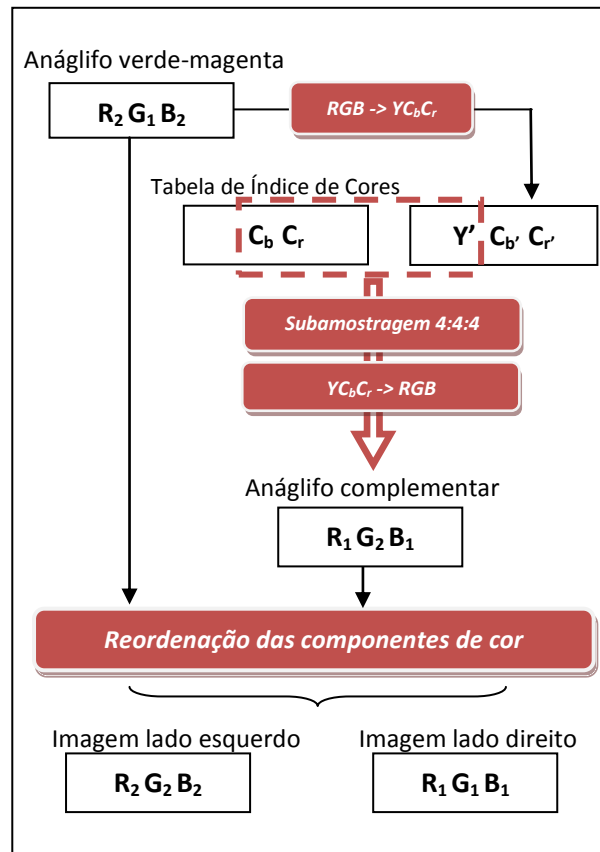 Anáglifo verde-magenta
R₂ G₁ B₂
RGB -> YCbCr
Tabela de Índice de Cores
Cb Cr
Y’ Cb’ Cr’
Subamostragem 4:4:4
YCbCr -> RGB
Anáglifo complementar
R₁ G₂ B₁
Reordenação das componentes de cor
Imagem lado esquerdo
Imagem lado direito
R₂ G₂ B₂
R₁ G₁ B₁